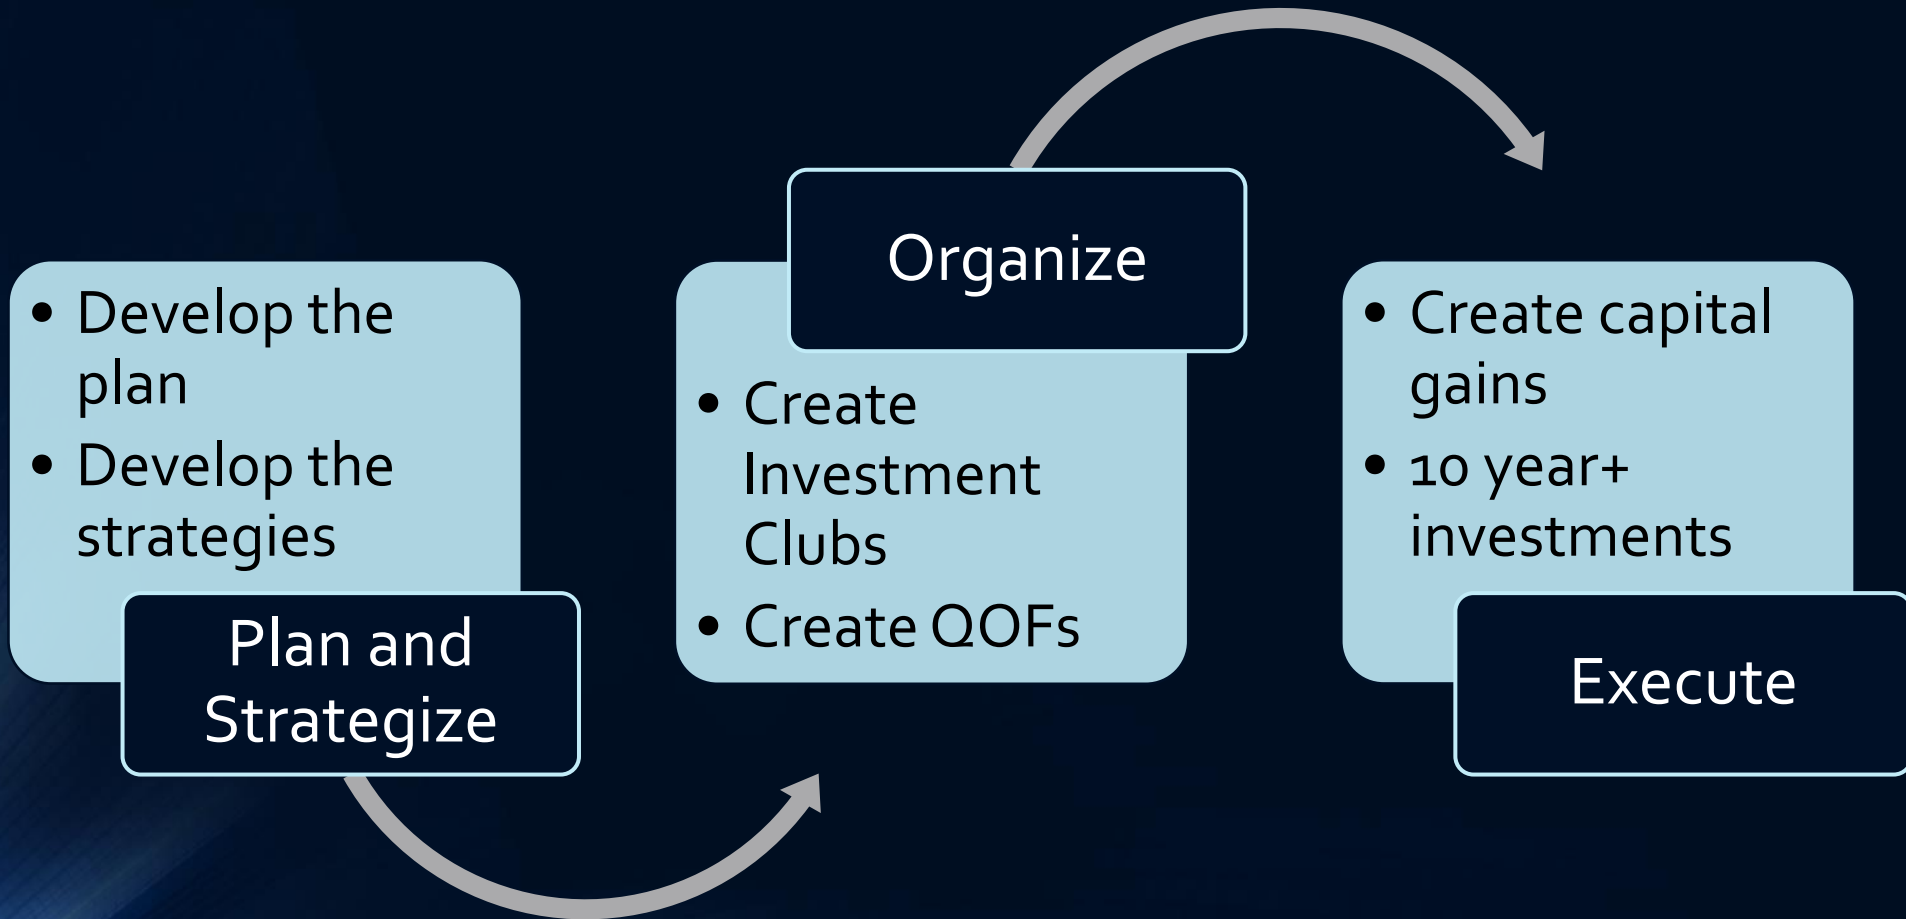 • Develop the
plan
• Develop the
strategies
Plan and
Strategize
Organize
• Create
Investment
Clubs
• Create QOFs
• Create capital
gains
• 10 year+
investments
Execute